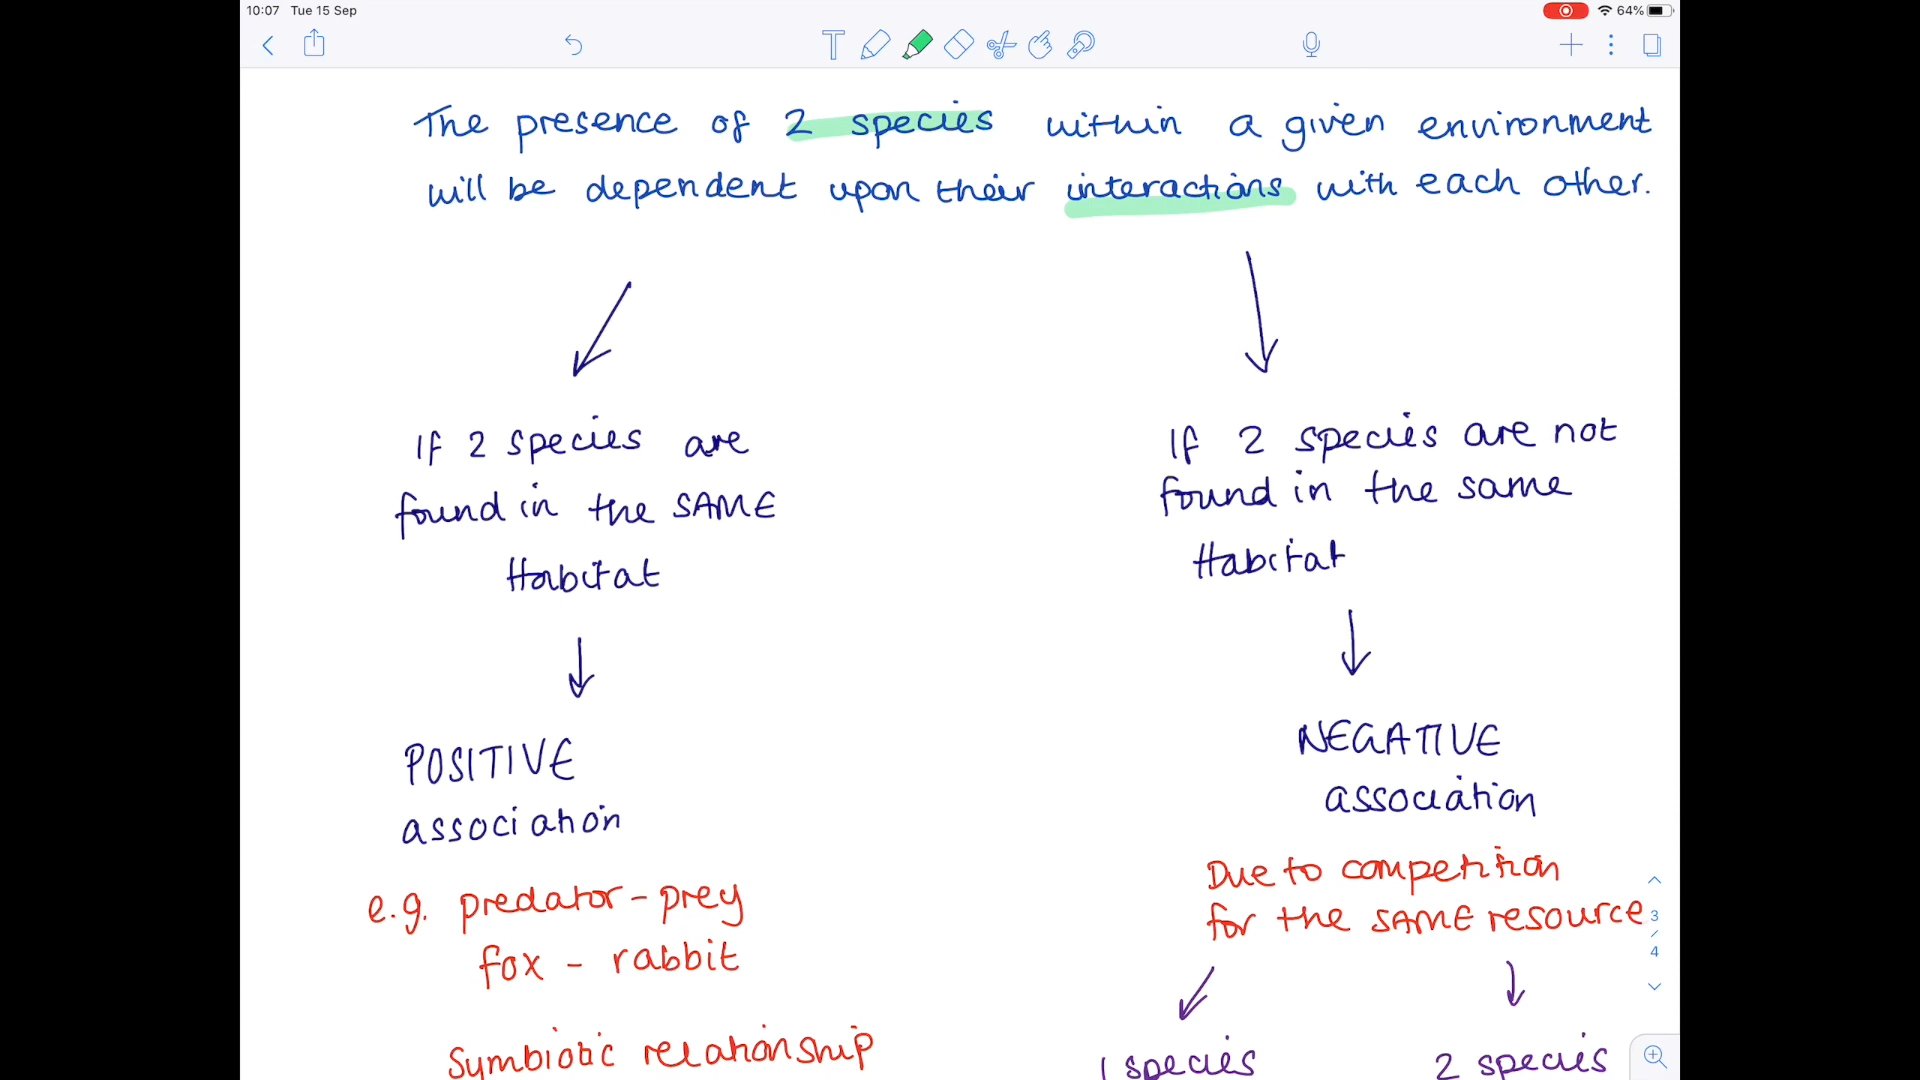 10:07 Tue 15 Sep
64%
The presence of 2 species within a given environment
will be dependent upon their interactions with each other.
If 2 species are
found in the SAME
Habitat
POSITIVE
association
e.g. predator - prey
fox - rabbit
Symbiotic relationship
If 2 species are not
found in the same
Habitat
NEGATIVE
association
Due to competition
for the SAME resource
1 species
2 species
3
/
4